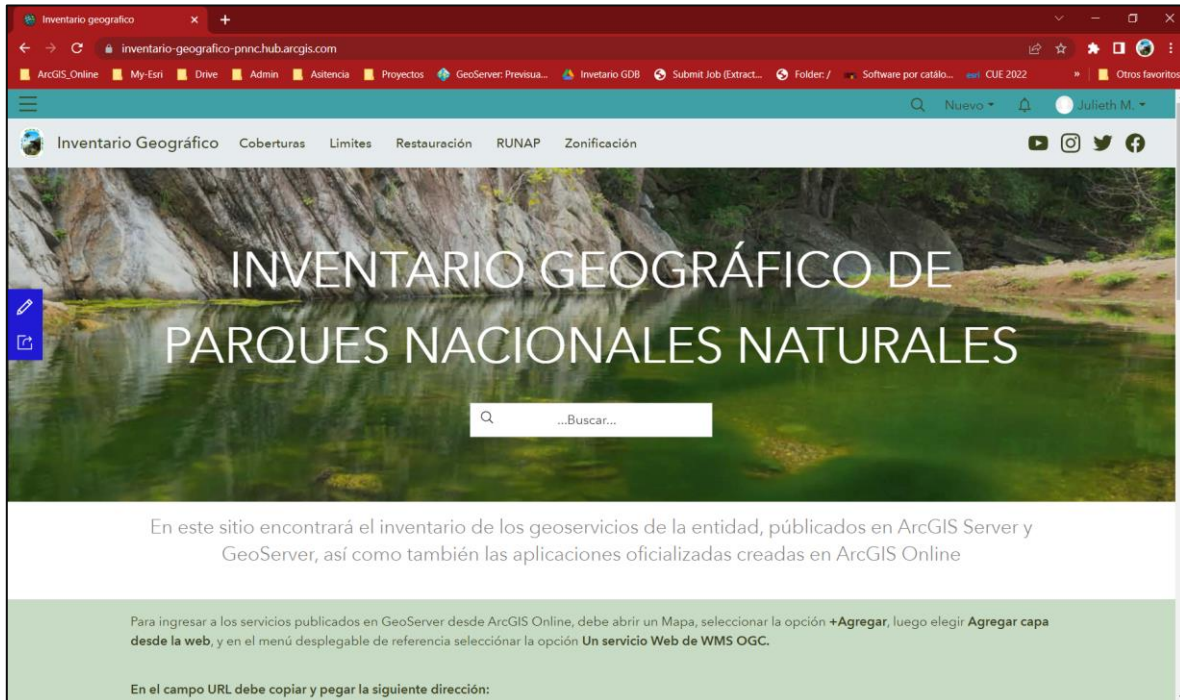 Inventario geografico
inventario-geografico-pnnc.hub.arcgis.com
ArcGIS_Online My-Esri Drive Admin Asitencia Proyectos GeoServer: Previsua... Invetario GDB Submit Job (Extract... Folder: / Software por catálo... esri CUE 2022 » Otros favoritos
Nuevo Julieth M.
Inventario Geográfico Coberturas Limites Restauración RUNAP Zonificación
INVENTARIO GEOGRÁFICO DE
PARQUES NACIONALES NATURALES
...Buscar...
En este sitio encontrará el inventario de los geoservicios de la entidad, públicados en ArcGIS Server y
GeoServer, así como también las aplicaciones oficializadas creadas en ArcGIS Online
Para ingresar a los servicios publicados en GeoServer desde ArcGIS Online, debe abrir un Mapa, seleccionar la opción +Agregar, luego elegir Agregar capa
desde la web, y en el menú desplegable de referencia selecciónar la opción Un servicio Web de WMS OGC.
En el campo URL debe copiar y pegar la siguiente dirección: